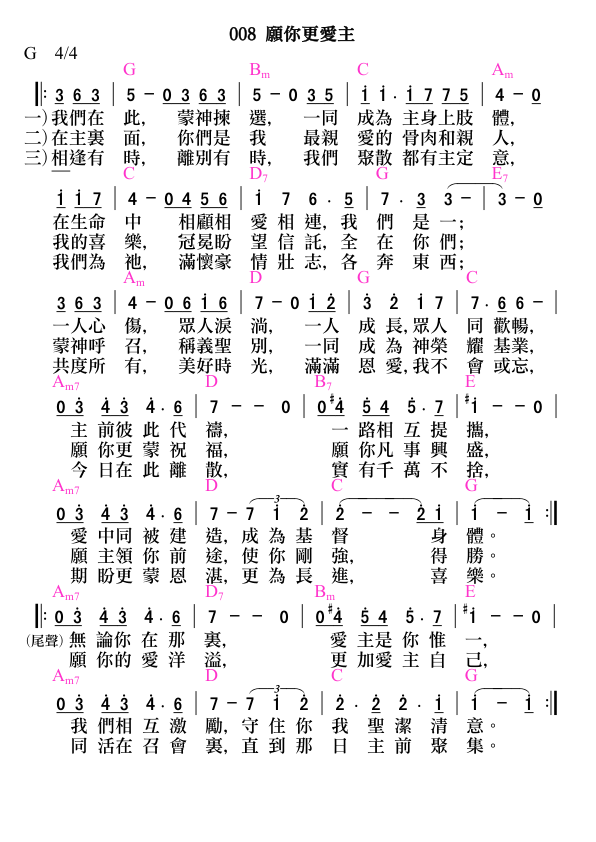 008 願你更愛主
G 4/4
G Bm C Am
‖: 3 6 3 | 5 - 0 3 6 3 | 5 - 0 3 5 | i i · i 7 7 5 | 4 - 0
一)我們在 此， 蒙神揀 選， 一同 成為 主身上肢 體，
二)在主裏 面， 你們是 我 最親 愛的 骨肉和親 人，
三)相逢有 時， 離別有 時， 我們 聚散 都有主定 意，
C D7 G E7
i i 7 | 4 - 0 4 5 6 | i 7 6 · 5 | 7 · 3 3 - | 3 - 0
在生命 中 相顧相 愛 相 連，我 們 是 一；
我的喜 樂， 冠冕盼 望 信 託，全 在 你 們；
我們為 祂， 滿懷豪 情 壯 志，各 奔 東 西；
Am D G C
3 6 3 | 4 - 0 6 i 6 | 7 - 0 i 2 | 3 2 i 7 | 7 · 6 6 - |
一人心 傷， 眾人淚 淌， 一人 成 長，眾人 同 歡暢，
蒙神呼 召， 稱義聖 別， 一同 成 為 神榮 耀 基業，
共度所 有， 美好時 光， 滿滿 恩 愛，我不 會 或忘，
Am7 D B7 E
0 3 4 3 4 · 6 | 7 - - 0 | 0 #4 5 4 5 · 7 | #i - - 0 |
主 前彼 此 代 禱， 一 路相 互 提 攜，
願 你更 蒙 祝 福， 願 你凡 事 興 盛，
今 日在 此 離 散， 實 有千 萬 不 捨，
Am7 D C G
0 3 4 3 4 · 6 | 7 - 7 i 2 | 2 - - 2 i | i - i - :‖
3
愛 中同 被 建 造，成 為 基 督 身 體。
願 主領 你 前 途，使 你 剛 強， 得 勝。
期 盼更 蒙 恩 湛，更 為 長 進， 喜 樂。
Am7 D7 Bm E
‖: 0 3 4 3 4 · 6 | 7 - - 0 | 0 #4 5 4 5 · 7 | #i - - 0 |
(尾聲) 無 論你 在 那 裏， 愛 主是 你 惟 一，
願 你的 愛 洋 溢， 更 加愛 主 自 己，
Am7 D C G
0 3 4 3 4 · 6 | 7 - 7 i 2 | 2 · 2 2 · i | i - i :‖
3
我 們相 互 激 勵，守 住 你 我 聖 潔 清 意。
同 活在 召 會 裏，直 到 那 日 主 前 聚 集。